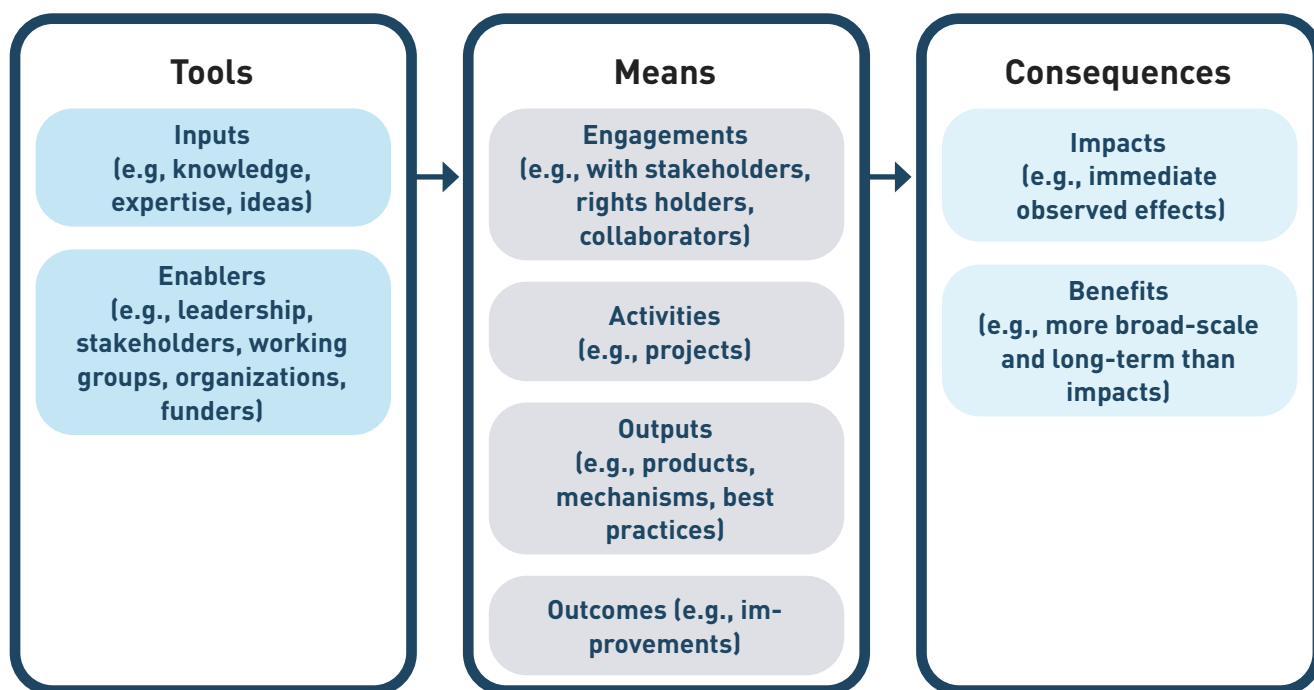 Tools
Inputs
(e.g, knowledge,
expertise, ideas)
Enablers
(e.g., leadership,
stakeholders, working
groups, organizations,
funders)
Means
Engagements
(e.g., with stakeholders,
rights holders,
collaborators)
Activities
(e.g., projects)
Outputs
(e.g., products,
mechanisms, best
practices)
Outcomes (e.g., im-
provements)
Consequences
Impacts
(e.g., immediate
observed effects)
Benefits
(e.g., more broad-scale
and long-term than
impacts)